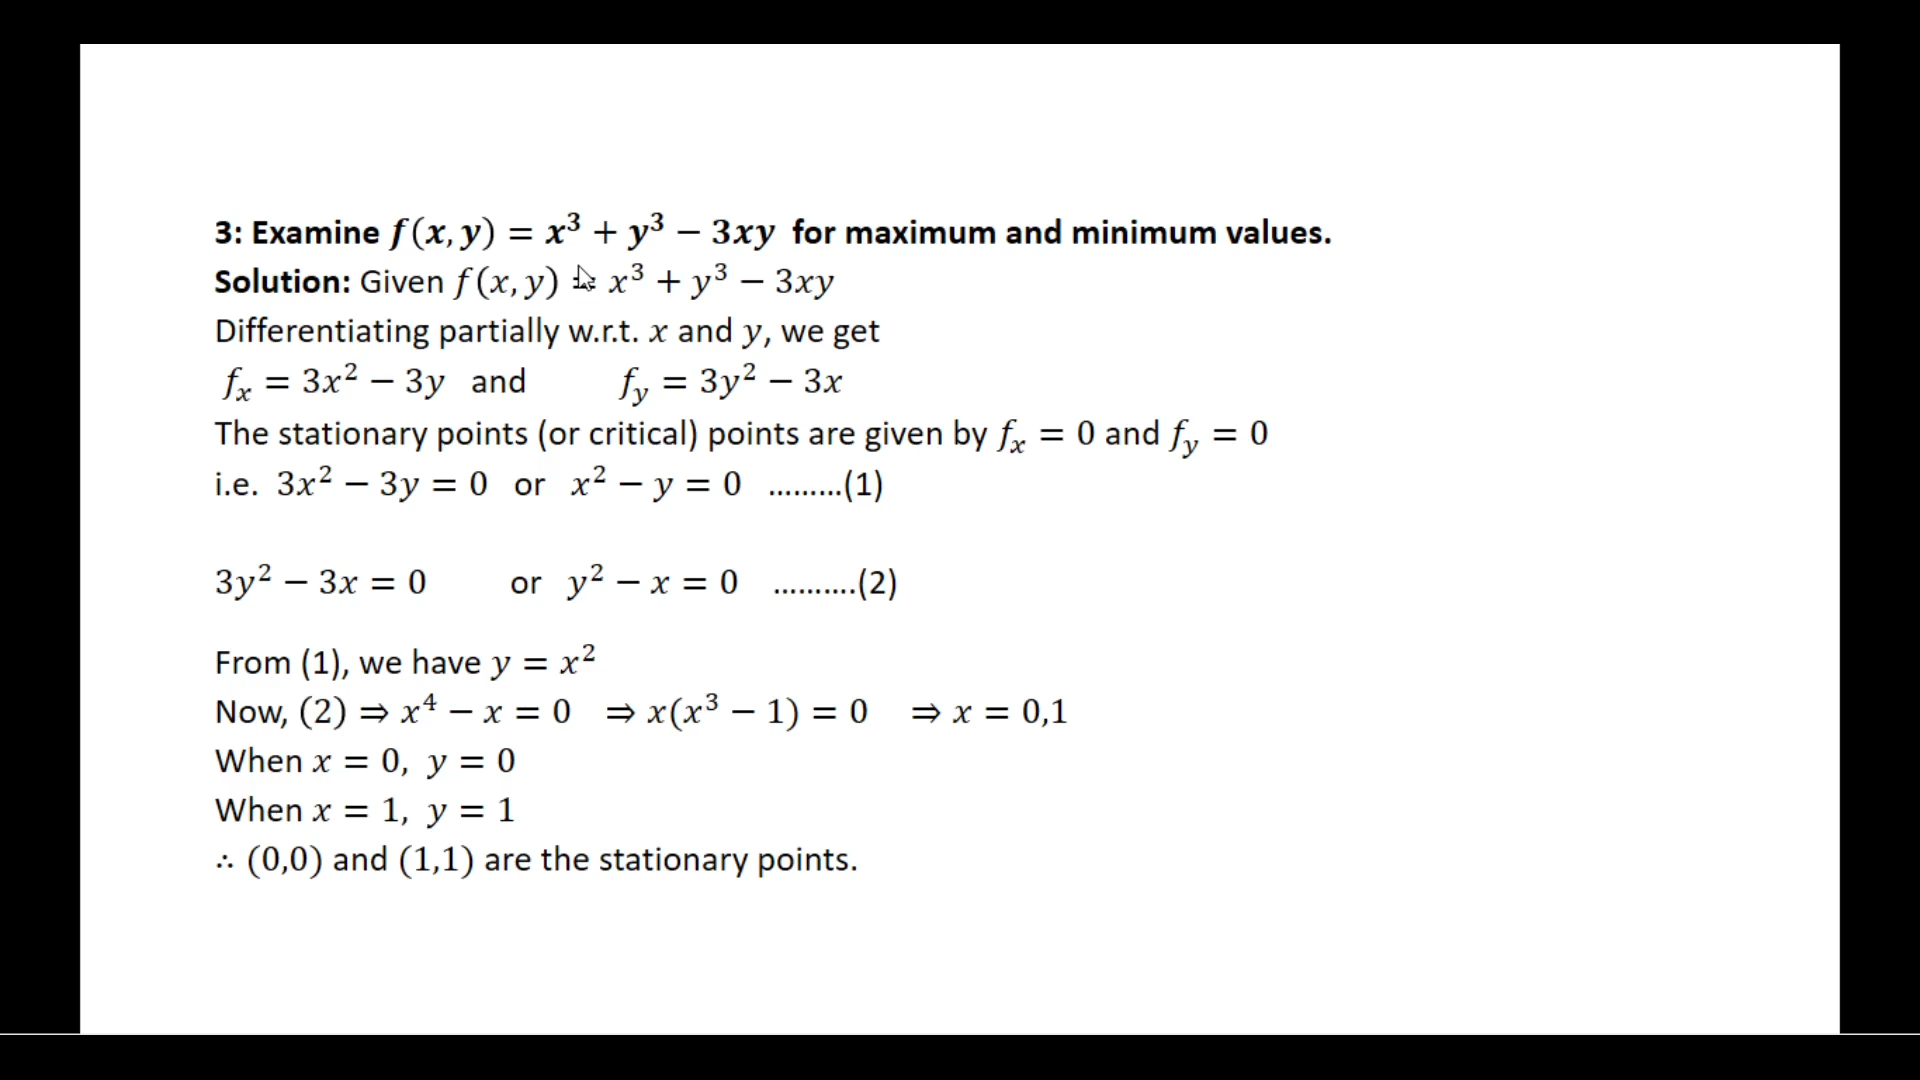 3: Examine f(x, y) = x³ + y³ − 3xy for maximum and minimum values.
Solution: Given f(x, y) = x³ + y³ − 3xy
Differentiating partially w.r.t. x and y, we get
fₓ = 3x² − 3y and f_y = 3y² − 3x
The stationary points (or critical) points are given by fₓ = 0 and f_y = 0
i.e. 3x² − 3y = 0 or x² − y = 0 .........(1)
3y² − 3x = 0 or y² − x = 0 ..........(2)
From (1), we have y = x²
Now, (2) ⇒ x⁴ − x = 0 ⇒ x(x³ − 1) = 0 ⇒ x = 0,1
When x = 0, y = 0
When x = 1, y = 1
∴ (0,0) and (1,1) are the stationary points.